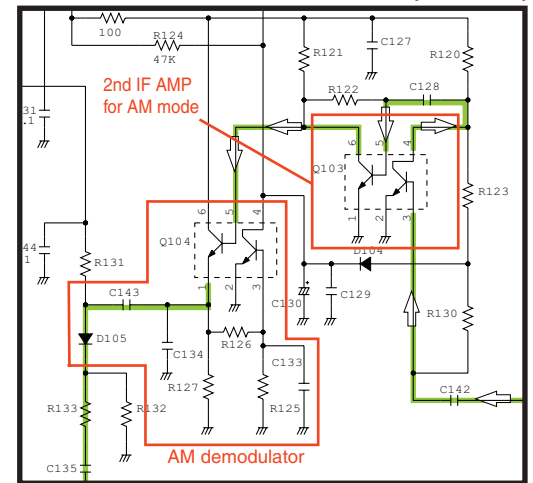 100
R124
47K
R121
C127
R120
2nd IF AMP
for AM mode
R122
C128
31
.1
6
5
4
Q103
1
2
3
R123
6
5
4
Q104
1
2
3
44
1
R131
D104
C130
+
C129
C143
R130
D105
C134
R126
C133
C142
R127
R125
R133
R132
C135
AM demodulator